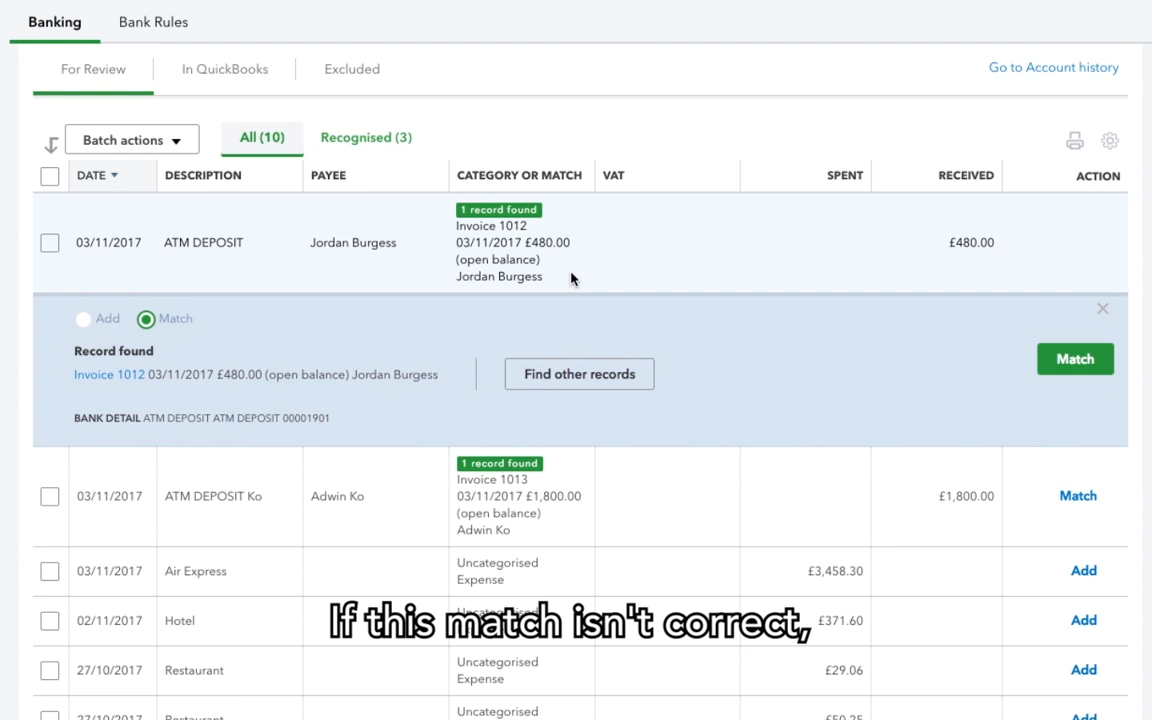 Banking Bank Rules
For Review In QuickBooks Excluded Go to Account history
Batch actions All (10) Recognised (3)
DATE DESCRIPTION PAYEE CATEGORY OR MATCH VAT SPENT RECEIVED ACTION
1 record found
Invoice 1012
03/11/2017 ATM DEPOSIT Jordan Burgess 03/11/2017 £480.00 £480.00
(open balance)
Jordan Burgess
Add Match
Record found
Match
Invoice 1012 03/11/2017 £480.00 (open balance) Jordan Burgess Find other records
BANK DETAIL ATM DEPOSIT ATM DEPOSIT 00001901
1 record found
Invoice 1013
03/11/2017 ATM DEPOSIT Ko Adwin Ko 03/11/2017 £1,800.00 £1,800.00 Match
(open balance)
Adwin Ko
Uncategorised
03/11/2017 Air Express £3,458.30 Add
Expense
02/11/2017 Hotel £371.60 Add
If this match isn't correct,
Uncategorised
27/10/2017 Restaurant £29.06 Add
Expense
Uncategorised
27/10/2017 Restaurant £50.25 Add